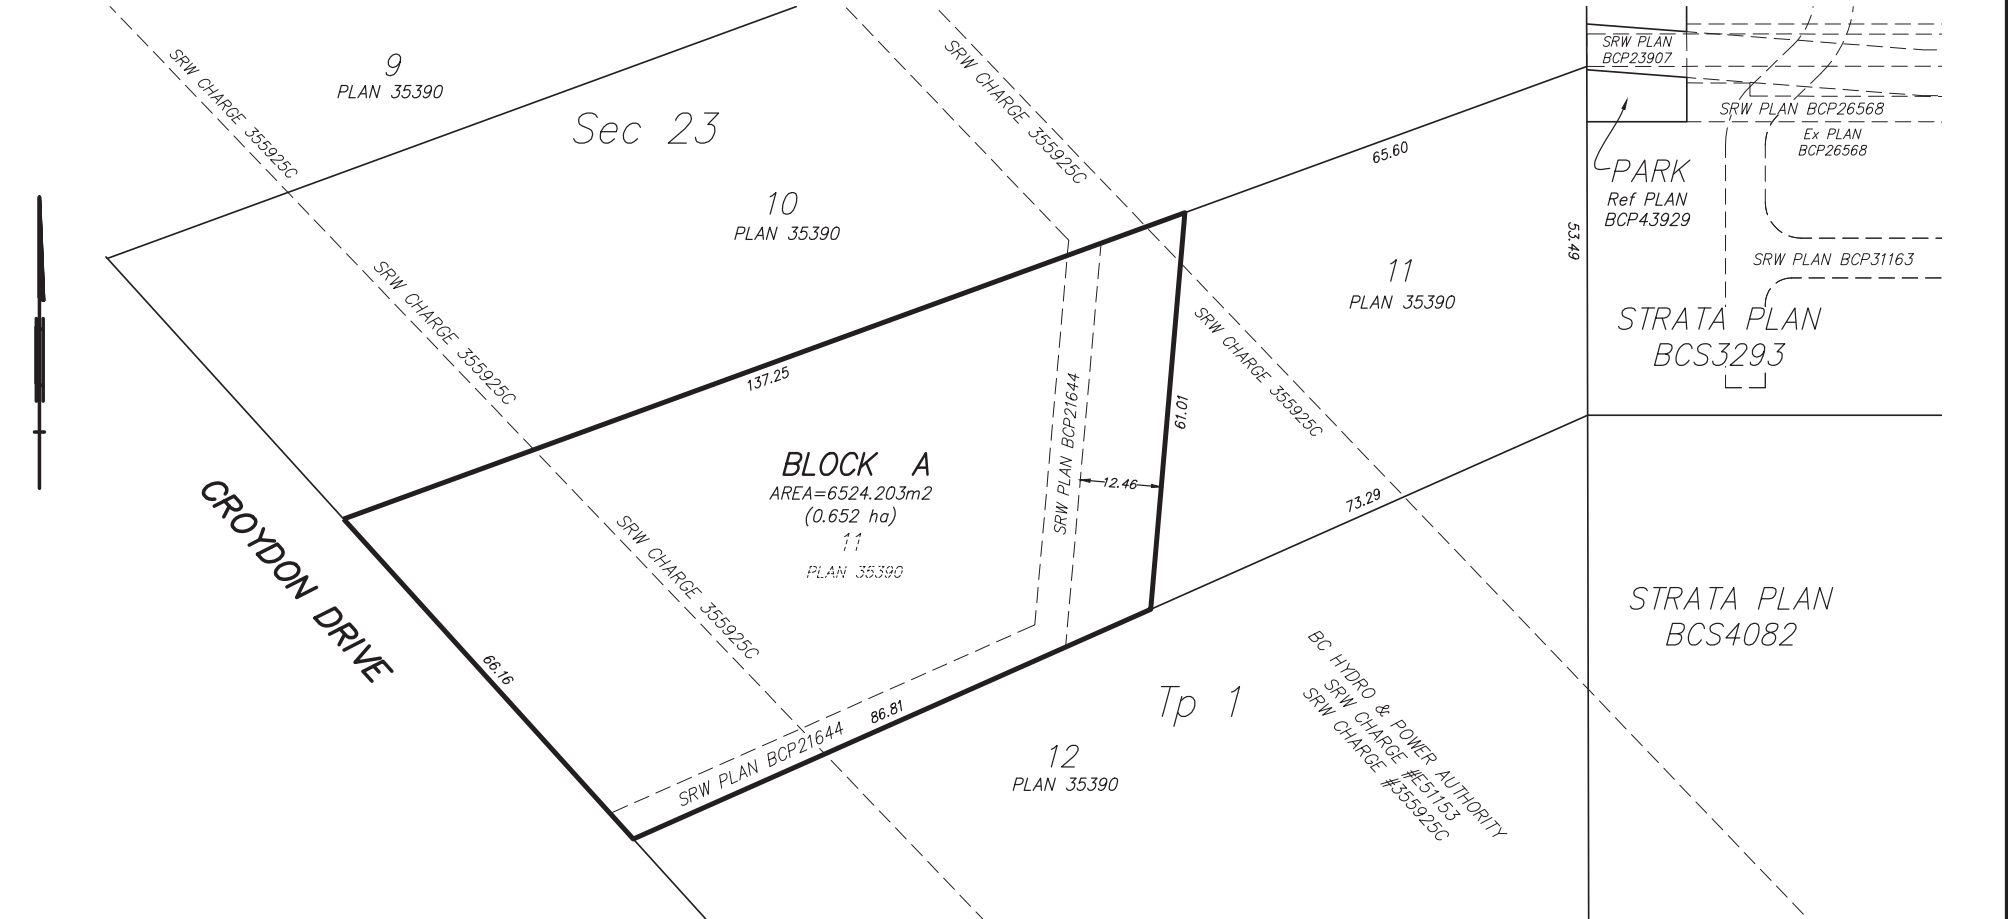 9
PLAN 35390
SRW CHARGE 355925C
Sec 23
SRW CHARGE 355925C
SRW PLAN
BCP23907
SRW PLAN BCP26568
Ex PLAN
BCP26568
65.60
PARK
Ref PLAN
BCP43929
10
PLAN 35390
53.49
SRW PLAN BCP31163
11
PLAN 35390
STRATA PLAN
BCS3293
SRW CHARGE 355925C
SRW CHARGE 355925C
137.25
SRW PLAN BCP21644
61.01
BLOCK A
AREA=6524.203m2
(0.652 ha)
11
PLAN 35390
12.46
73.29
CROYDON DRIVE
SRW CHARGE 355925C
66.16
STRATA PLAN
BCS4082
86.81
SRW PLAN BCP21644
Tp 1
12
PLAN 35390
BC HYDRO & POWER AUTHORITY
SRW CHARGE #E51153
SRW CHARGE #355925C